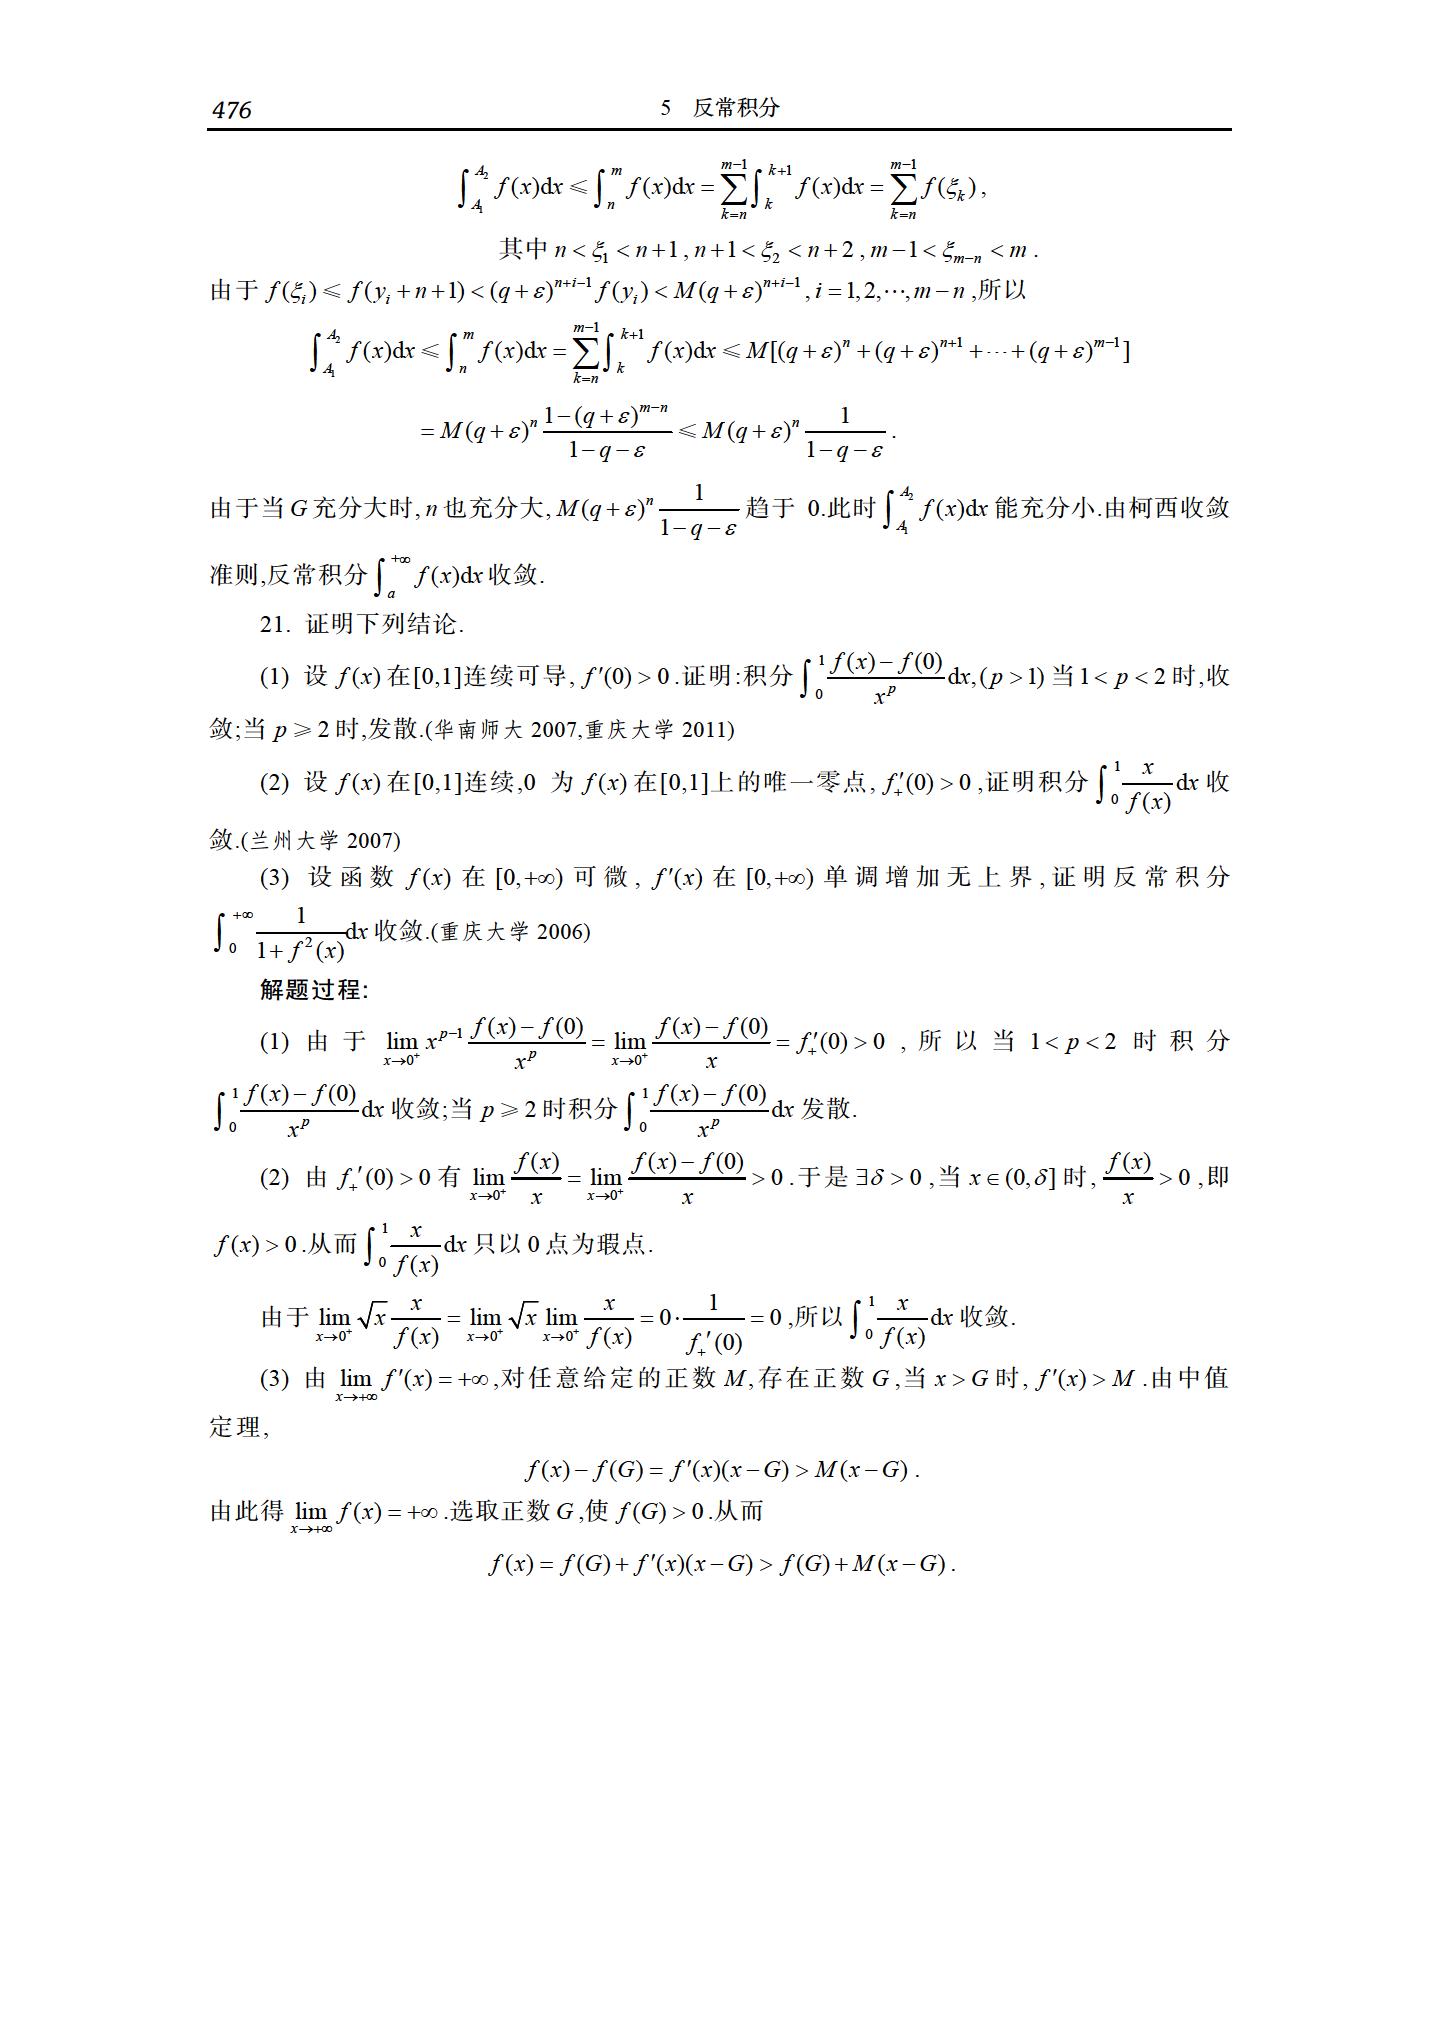 476 5 反常积分
$\int_{A_1}^{A_2} f(x)\mathrm{d}x \leqslant \int_n^m f(x)\mathrm{d}x = \sum_{k=n}^{m-1}\int_k^{k+1} f(x)\mathrm{d}x = \sum_{k=n}^{m-1} f(\xi_k)$,
其中 $n<\xi_1<n+1, n+1<\xi_2<n+2, m-1<\xi_{m-n}<m$.
由于 $f(\xi_i) \leqslant f(y_i+n+1) < (q+\varepsilon)^{n+i-1} f(y_i) < M(q+\varepsilon)^{n+i-1}, i=1,2,\cdots,m-n$,所以
$\int_{A_1}^{A_2} f(x)\mathrm{d}x \leqslant \int_n^m f(x)\mathrm{d}x = \sum_{k=n}^{m-1}\int_k^{k+1} f(x)\mathrm{d}x \leqslant M[(q+\varepsilon)^n+(q+\varepsilon)^{n+1}+\cdots+(q+\varepsilon)^{m-1}]$
$= M(q+\varepsilon)^n \frac{1-(q+\varepsilon)^{m-n}}{1-q-\varepsilon} \leqslant M(q+\varepsilon)^n \frac{1}{1-q-\varepsilon}$.
由于当 $G$ 充分大时, $n$ 也充分大, $M(q+\varepsilon)^n \frac{1}{1-q-\varepsilon}$ 趋于 0.此时 $\int_{A_1}^{A_2} f(x)\mathrm{d}x$ 能充分小.由柯西收敛
准则,反常积分 $\int_a^{+\infty} f(x)\mathrm{d}x$ 收敛.
21. 证明下列结论.
(1) 设 $f(x)$ 在[0,1]连续可导, $f'(0)>0$.证明:积分 $\int_0^1 \frac{f(x)-f(0)}{x^p}\mathrm{d}x,(p>1)$ 当 $1<p<2$ 时,收
敛;当 $p\geqslant 2$ 时,发散.(华南师大 2007,重庆大学 2011)
(2) 设 $f(x)$ 在[0,1]连续,0 为 $f(x)$ 在[0,1]上的唯一零点, $f'_+(0)>0$,证明积分 $\int_0^1 \frac{x}{f(x)}\mathrm{d}x$ 收
敛.(兰州大学 2007)
(3) 设函数 $f(x)$ 在 $[0,+\infty)$ 可微, $f'(x)$ 在 $[0,+\infty)$ 单调增加无上界,证明反常积分
$\int_0^{+\infty} \frac{1}{1+f^2(x)}\mathrm{d}x$ 收敛.(重庆大学 2006)
解题过程:
(1) 由于 $\lim_{x\to 0^+} x^{p-1}\frac{f(x)-f(0)}{x^p} = \lim_{x\to 0^+}\frac{f(x)-f(0)}{x} = f'_+(0)>0$ ,所以当 $1<p<2$ 时积分
$\int_0^1 \frac{f(x)-f(0)}{x^p}\mathrm{d}x$ 收敛;当 $p\geqslant 2$ 时积分 $\int_0^1 \frac{f(x)-f(0)}{x^p}\mathrm{d}x$ 发散.
(2) 由 $f_+'(0)>0$ 有 $\lim_{x\to 0^+}\frac{f(x)}{x} = \lim_{x\to 0^+}\frac{f(x)-f(0)}{x}>0$.于是 $\exists\delta>0$,当 $x\in(0,\delta]$ 时, $\frac{f(x)}{x}>0$,即
$f(x)>0$.从而 $\int_0^1 \frac{x}{f(x)}\mathrm{d}x$ 只以 0 点为瑕点.
由于 $\lim_{x\to 0^+}\sqrt{x}\frac{x}{f(x)} = \lim_{x\to 0^+}\sqrt{x}\lim_{x\to 0^+}\frac{x}{f(x)} = 0\cdot\frac{1}{f_+'(0)} = 0$,所以 $\int_0^1 \frac{x}{f(x)}\mathrm{d}x$ 收敛.
(3) 由 $\lim_{x\to+\infty} f'(x)=+\infty$,对任意给定的正数 $M$,存在正数 $G$,当 $x>G$ 时, $f'(x)>M$.由中值
定理,
$f(x)-f(G)=f'(x)(x-G)>M(x-G)$.
由此得 $\lim_{x\to+\infty} f(x)=+\infty$.选取正数 $G$,使 $f(G)>0$.从而
$f(x)=f(G)+f'(x)(x-G)>f(G)+M(x-G)$.